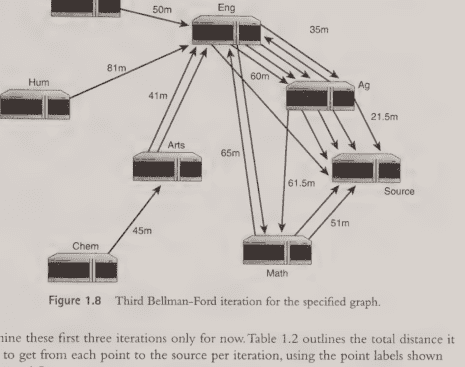 50m
Eng
35m
Hum
81m
60m
Ag
41m
21.5m
Arts
65m
61.5m
Source
45m
51m
Chem
Math
Figure 1.8 Third Bellman-Ford iteration for the specified graph.
mine these first three iterations only for now. Table 1.2 outlines the total distance it
to get from each point to the source per iteration, using the point labels shown